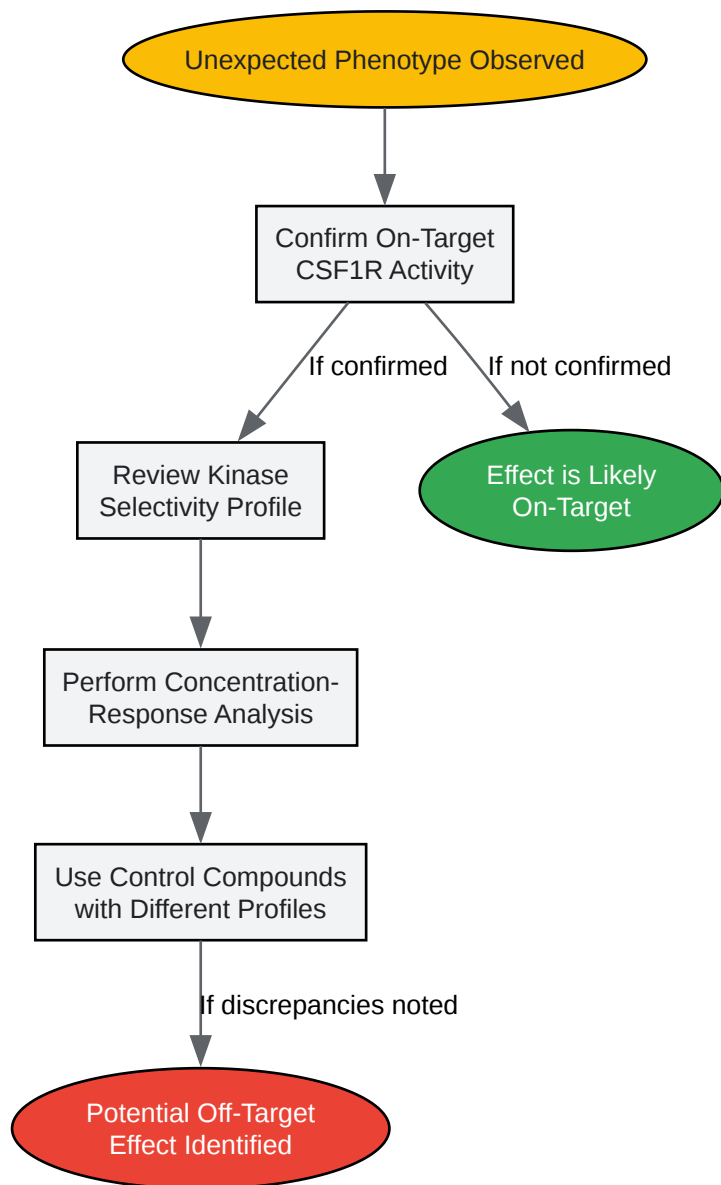 Unexpected Phenotype Observed
Confirm On-Target
CSF1R Activity
If confirmed
If not confirmed
Review Kinase
Selectivity Profile
Effect is Likely
On-Target
Perform Concentration-
Response Analysis
Use Control Compounds
with Different Profiles
If discrepancies noted
Potential Off-Target
Effect Identified